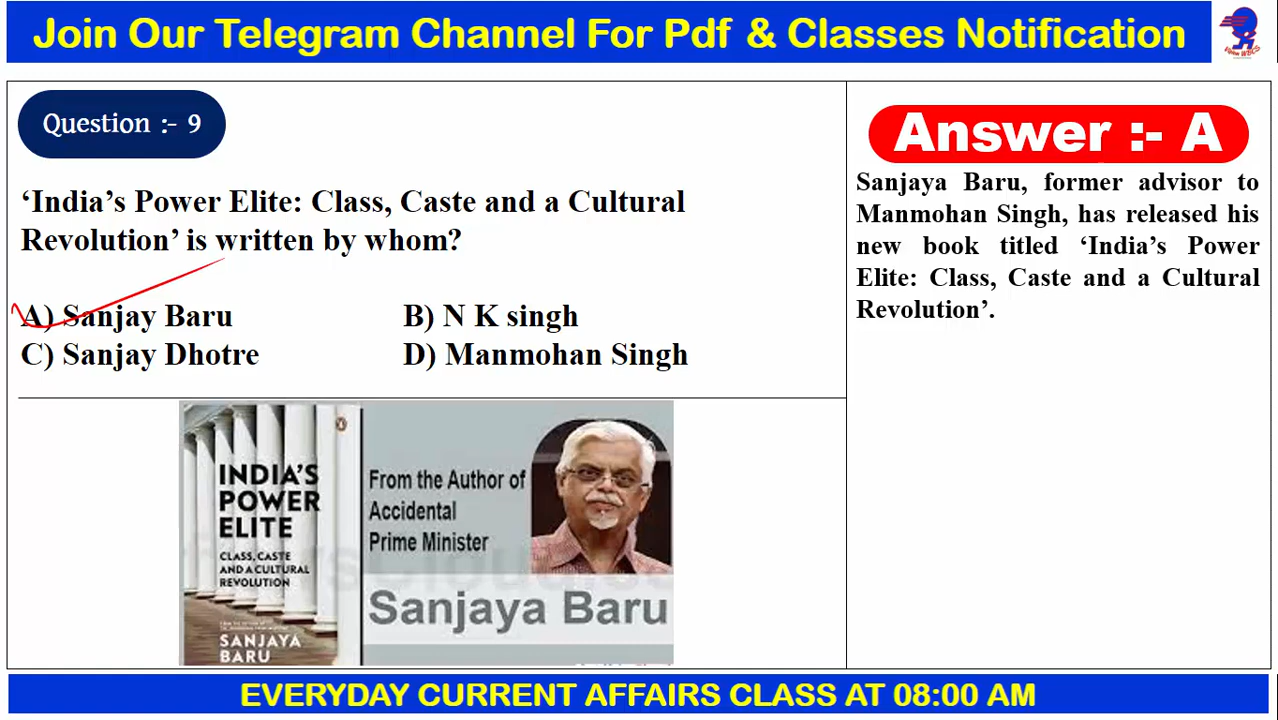 Join Our Telegram Channel For Pdf & Classes Notification
Question :- 9
‘India’s Power Elite: Class, Caste and a Cultural
Revolution’ is written by whom?
A) Sanjay Baru
B) N K singh
C) Sanjay Dhotre
D) Manmohan Singh
INDIA'S
POWER
ELITE
CLASS, CASTE
AND A CULTURAL
REVOLUTION
SANJAYA
BARU
From the Author of
Accidental
Prime Minister
Sanjaya Baru
Answer :- A
Sanjaya Baru, former advisor to
Manmohan Singh, has released his
new book titled ‘India’s Power
Elite: Class, Caste and a Cultural
Revolution’.
EVERYDAY CURRENT AFFAIRS CLASS AT 08:00 AM